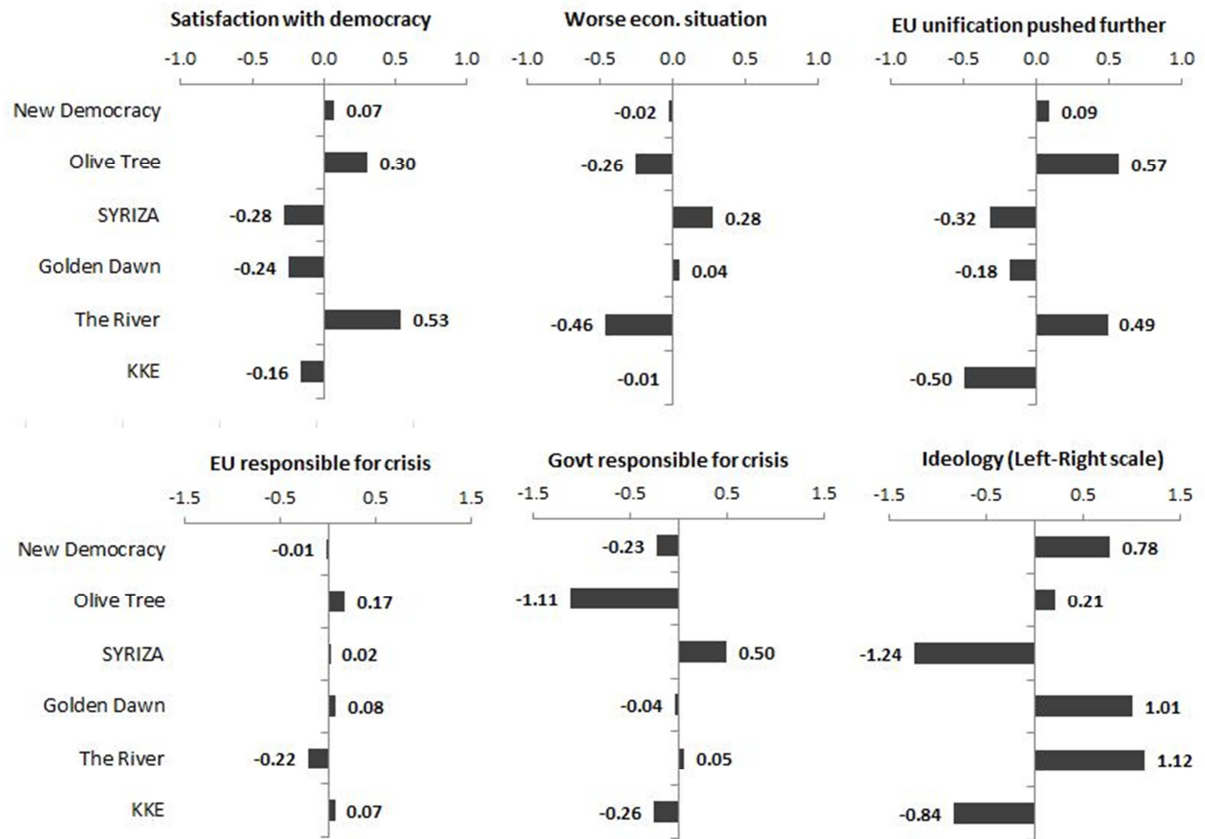 Satisfaction with democracy Worse econ. situation EU unification pushed further
-1.0 -0.5 0.0 0.5 1.0 -1.0 -0.5 0.0 0.5 1.0 -1.0 -0.5 0.0 0.5 1.0
New Democracy 0.07 -0.02 0.09
Olive Tree 0.30 -0.26 0.57
SYRIZA -0.28 0.28 -0.32
Golden Dawn -0.24 0.04 -0.18
The River 0.53 -0.46 0.49
KKE -0.16 -0.01 -0.50
EU responsible for crisis Govt responsible for crisis Ideology (Left-Right scale)
-1.5 -0.5 0.5 1.5 -1.5 -0.5 0.5 1.5 -1.5 -0.5 0.5 1.5
New Democracy -0.01 -0.23 0.78
Olive Tree 0.17 -1.11 0.21
SYRIZA 0.02 0.50 -1.24
Golden Dawn 0.08 -0.04 1.01
The River -0.22 0.05 1.12
KKE 0.07 -0.26 -0.84